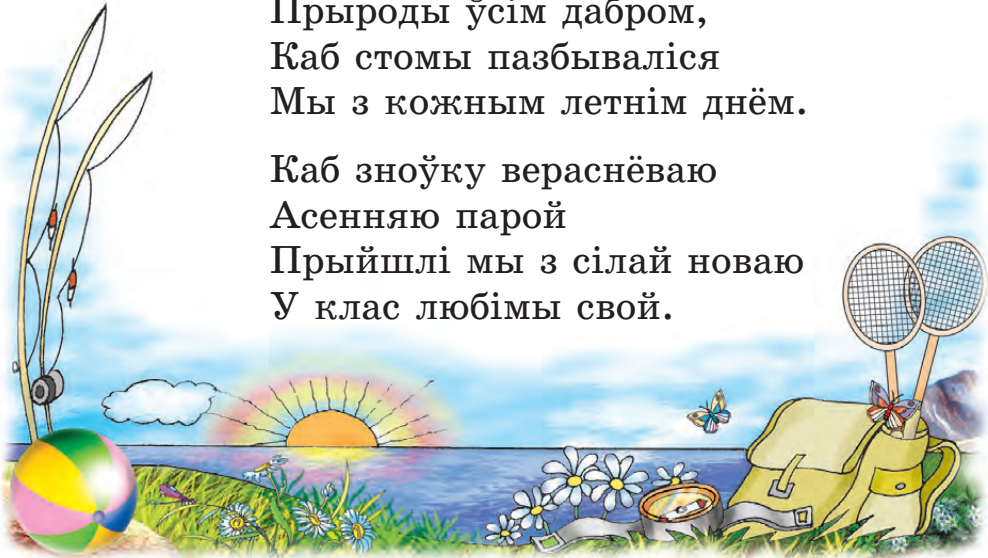 Прыроды ўсім дабром,
Каб стомы пазбываліся
Мы з кожным летнім днём.
Каб зноўку вераснёваю
Асенняю парой
Прыйшлі мы з сілай новаю
У клас любімы свой.